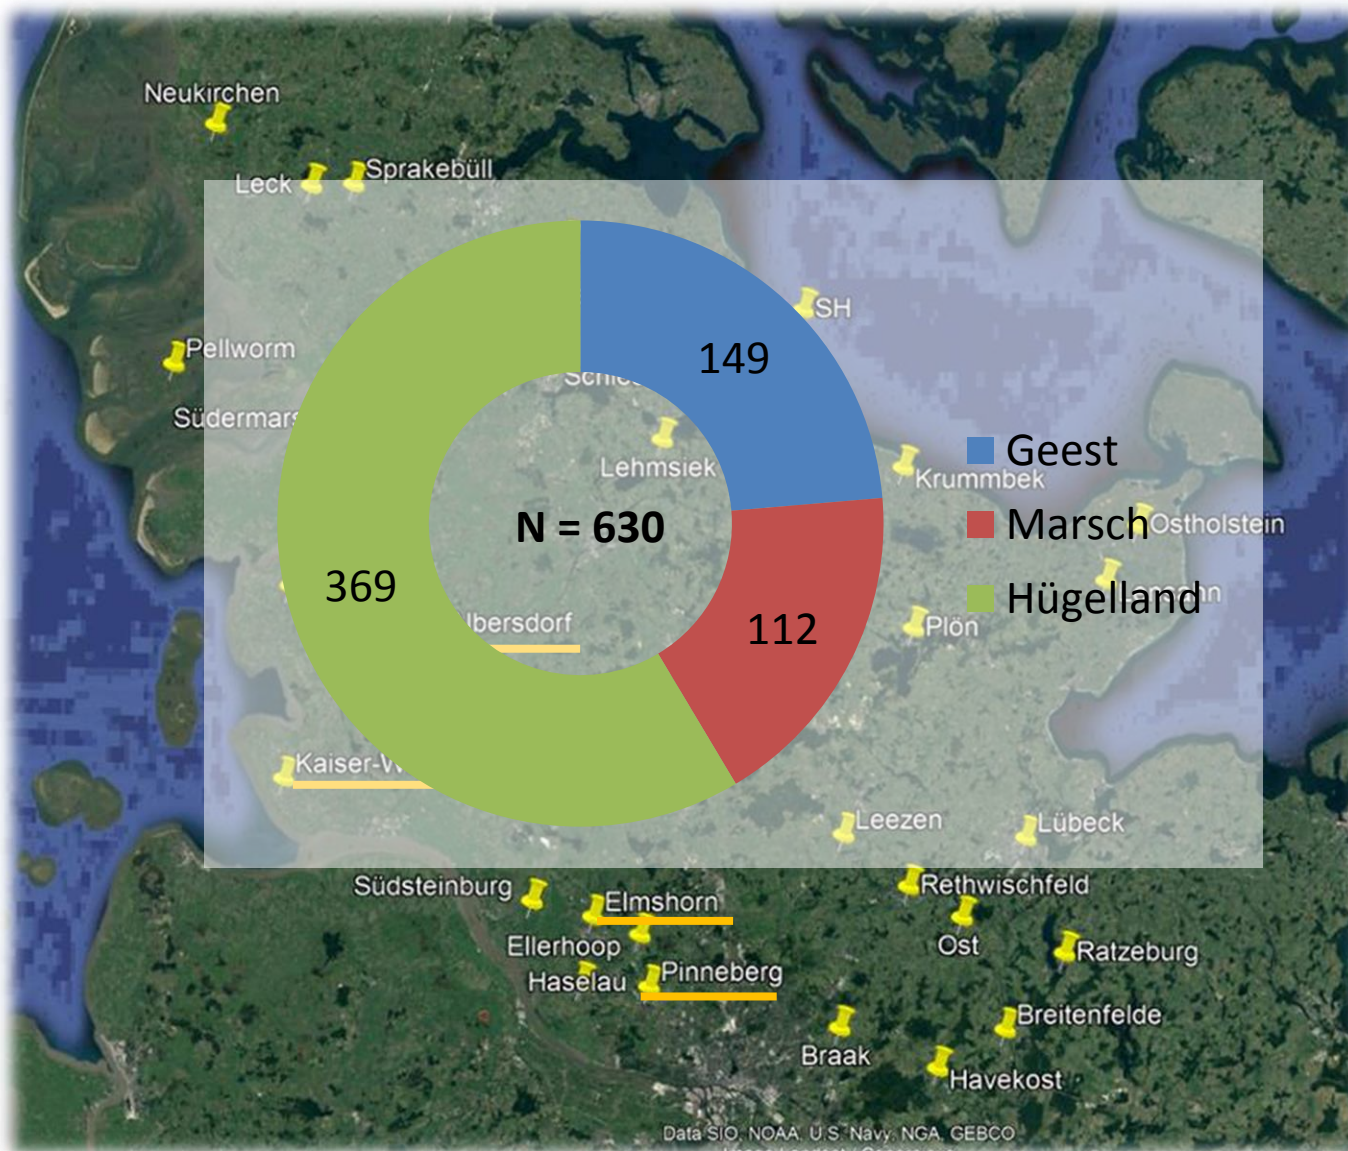 Neukirchen
Leck
Sprakebüll
SH
Pellworm
149
Lehmsiek
Geest
Krummbek
N = 630
Marsch
Ostholstein
369
Hügelland
112
Plön
Leezen
Lübeck
Südsteinburg
Rethwischfeld
Elmshorn
Ellerhoop
Ost
Ratzeburg
Haselau
Pinneberg
Breitenfelde
Braak
Havekost
Data SIO, NOAA, U.S. Navy, NGA, GEBCO